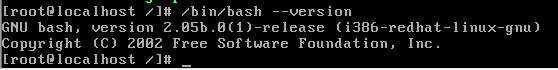 [root@localhost /]# /bin/bash --version
GNU bash, version 2.05b.0(1)-release (i386-redhat-linux-gnu)
Copyright (C) 2002 Free Software Foundation, Inc.
[root@localhost /]# _